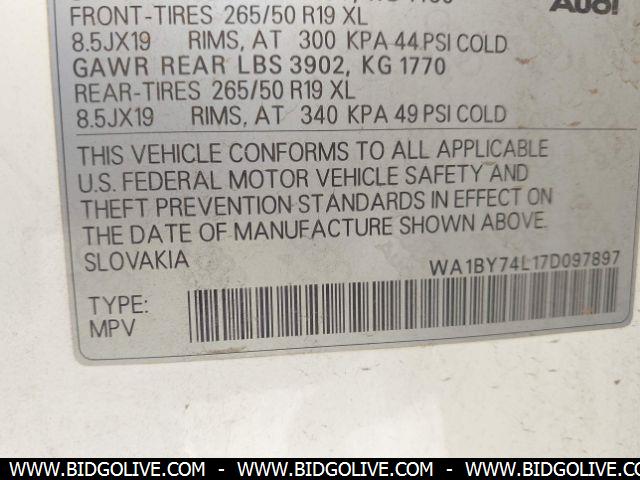 Audi
FRONT-TIRES 265/50 R19 XL
8.5JX19 RIMS, AT 300 KPA 44 PSI COLD
GAWR REAR LBS 3902, KG 1770
REAR-TIRES 265/50 R19 XL
8.5JX19 RIMS, AT 340 KPA 49 PSI COLD
THIS VEHICLE CONFORMS TO ALL APPLICABLE
U.S. FEDERAL MOTOR VEHICLE SAFETY AND
THEFT PREVENTION STANDARDS IN EFFECT ON
THE DATE OF MANUFACTURE SHOWN ABOVE.
SLOVAKIA
WA1BY74L17D097897
TYPE:
MPV
WWW.BIDGOLIVE.COM - WWW.BIDGOLIVE.COM - WWW.BIDGOLIVE.COM